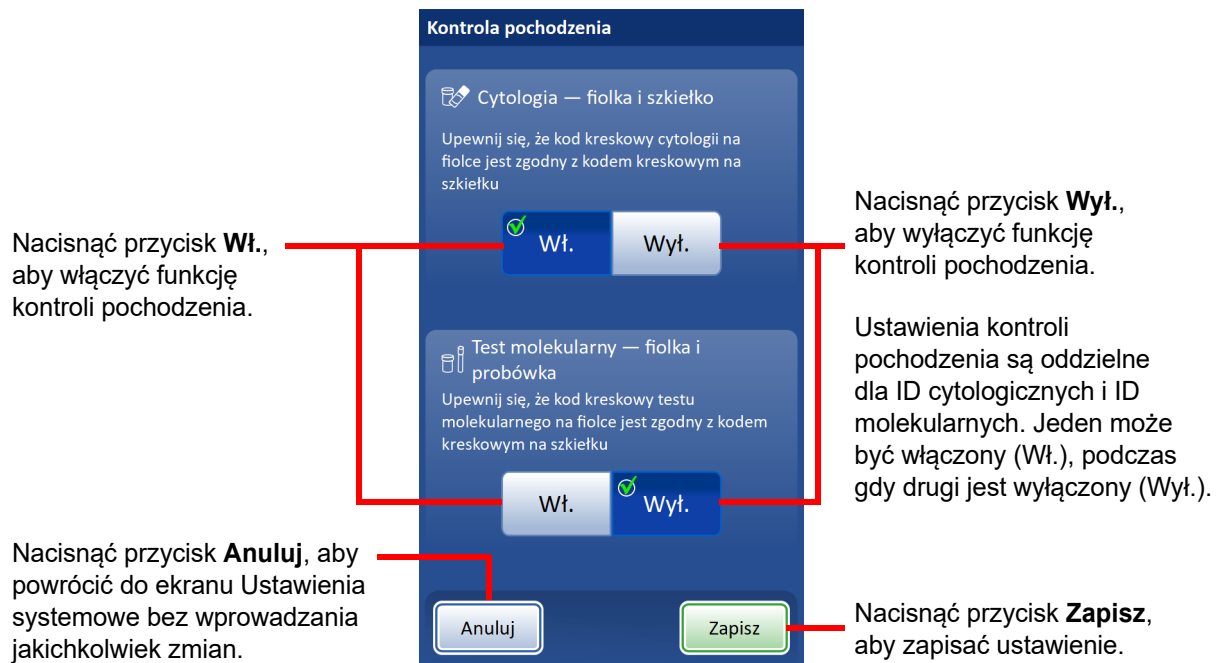 Kontrola pochodzenia
Cytologia — fiolka i szkiełko
Upewnij się, że kod kreskowy cytologii na
fiolce jest zgodny z kodem kreskowym na
szkiełku
Wł.
Wył.
Nacisnąć przycisk Wł.,
aby włączyć funkcję
kontroli pochodzenia.
Nacisnąć przycisk Wył.,
aby wyłączyć funkcję
kontroli pochodzenia.
Ustawienia kontroli
pochodzenia są oddzielne
dla ID cytologicznych i ID
molekularnych. Jeden może
być włączony (Wł.), podczas
gdy drugi jest wyłączony (Wył.).
Test molekularny — fiolka i
probówka
Upewnij się, że kod kreskowy testu
molekularnego na fiolce jest zgodny z kodem
kreskowym na szkiełku
Wł.
Wył.
Nacisnąć przycisk Anuluj, aby
powrócić do ekranu Ustawienia
systemowe bez wprowadzania
jakichkolwiek zmian.
Anuluj
Zapisz
Nacisnąć przycisk Zapisz,
aby zapisać ustawienie.